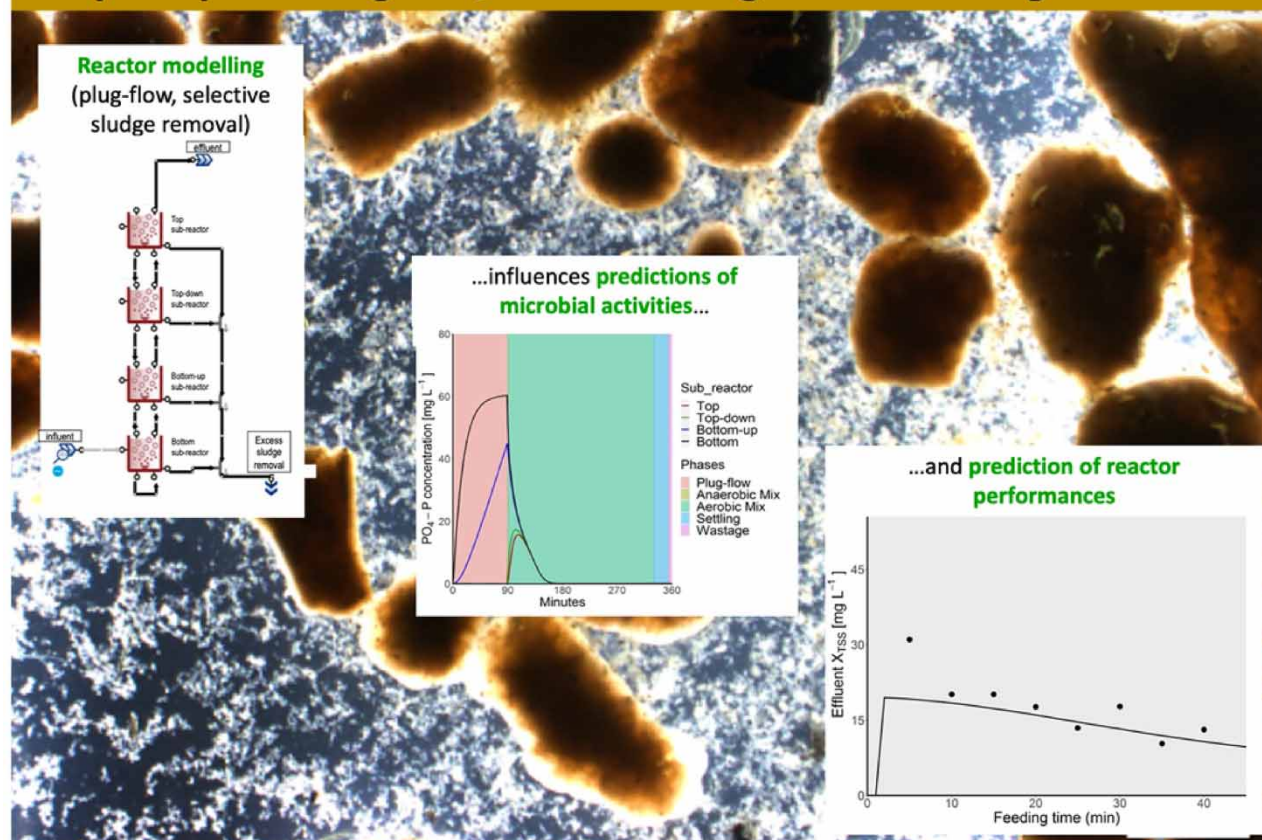 Reactor modelling
(plug-flow, selective
sludge removal)
effluent
Top
sub-reactor
Top-down
sub-reactor
Bottom-up
sub-reactor
influent
Bottom
sub-reactor
Excess
sludge
removal
...influences predictions of
microbial activities...
80
60
40
20
0
PO4 – P concentration [mg L⁻¹]
0 90 180 270 360
Minutes
Sub_reactor
Top
Top-down
Bottom-up
Bottom
Phases
Plug-flow
Anaerobic Mix
Aerobic Mix
Settling
Wastage
...and prediction of reactor
performances
45
30
15
0
Effluent XTSS [mg L⁻¹]
0 10 20 30 40
Feeding time (min)